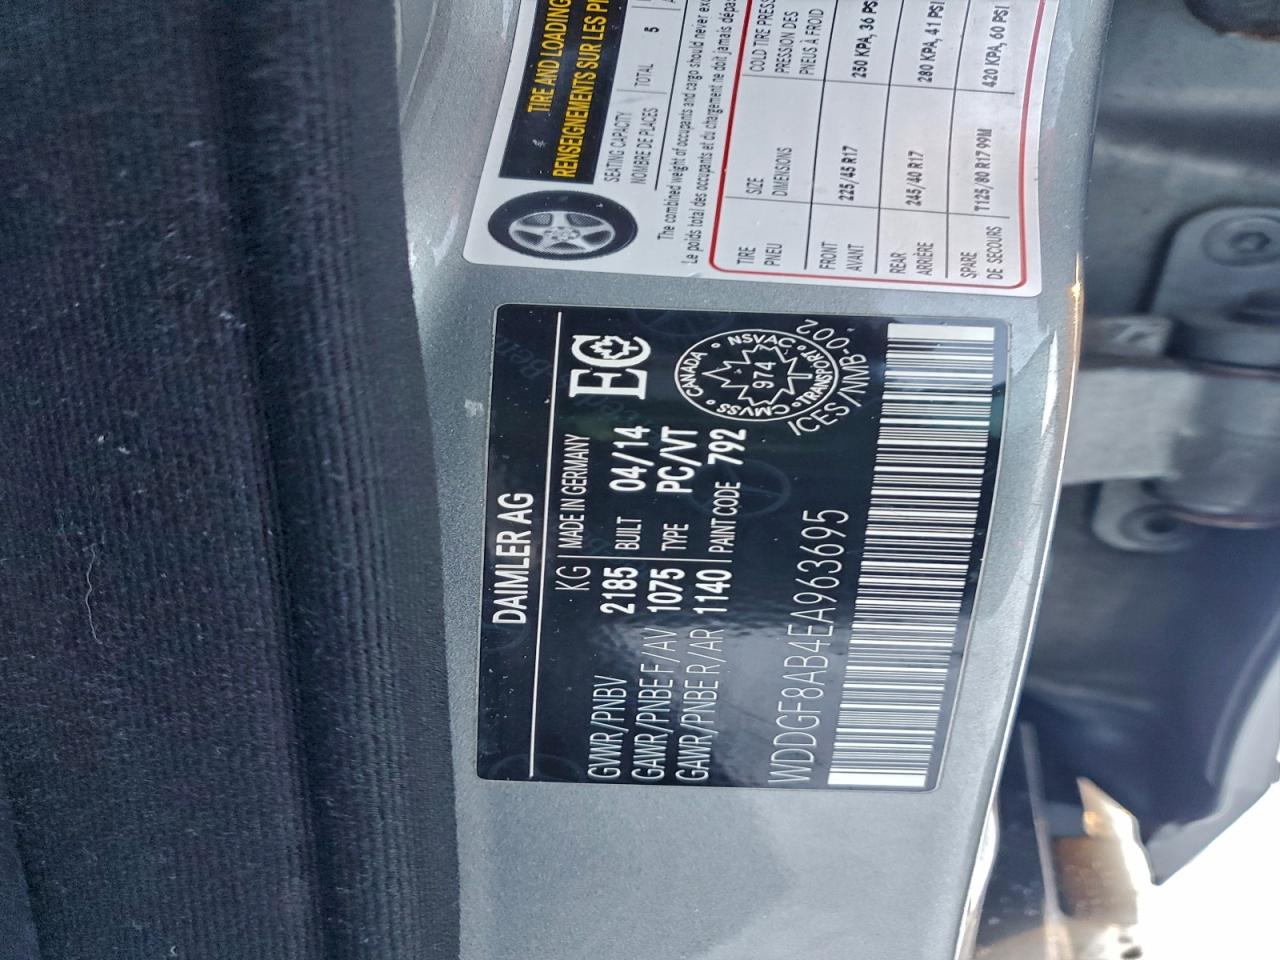 TIRE AND LOADING
RENSEIGNEMENTS SUR LES
SEATING CAPACITY
NOMBRE DE PLACES
TOTAL 5
The combined weight of occupants and cargo should never
Le poids total des occupants et du chargement ne doit jamais
TIRE SIZE COLD TIRE
PNEU DIMENSIONS PRESSION DES
PNEUS À FROID
FRONT
AVANT 225/45 R17 250 KPA, 36 PSI
REAR
ARRIÈRE 245/40 R17 280 KPA, 41 PSI
SPARE
DE SECOURS T125/80 R17 99M 420 KPA, 60 PSI
DAIMLER AG
KG MADE IN GERMANY
GVWR/PNBV 2185 BUILT 04/14
GAWR/PNBE F/AV 1075 TYPE PC/VT
GAWR/PNBE R/AR 1140 PAINT CODE 792
EC
CANADA • NSVAC • TRANSPORT • CMVSS
974
ICES/NMB-002
WDDGF8AB4EA963695